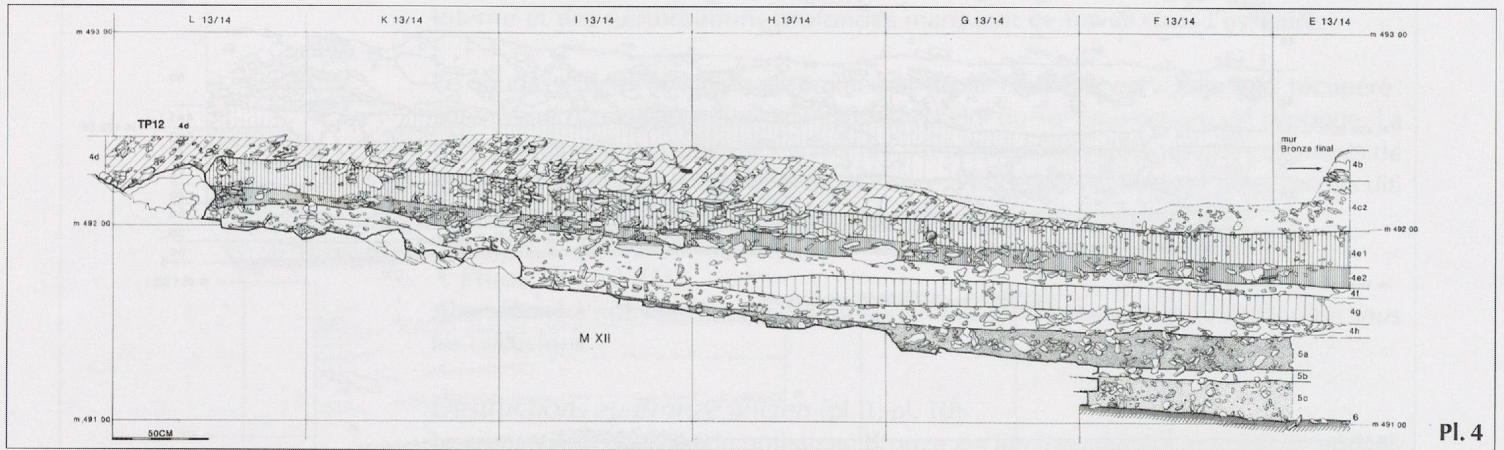 L 13/14 K 13/14 I 13/14 H 13/14 G 13/14 F 13/14 E 13/14
m 493 00 m 493 00
TP12 4d
4d
mur
Bronze final
4b
4c2
m 492 00 m 492 00
4e1
4e2
4f
4g
4h
M XII
5a
5b
5c
m 491 00 6
m 491 00
50CM
Pl. 4